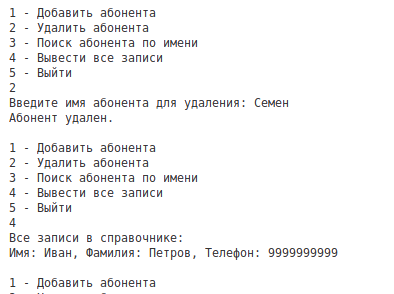 1 - Добавить абонента
2 - Удалить абонента
3 - Поиск абонента по имени
4 - Вывести все записи
5 - Выйти
2
Введите имя абонента для удаления: Семен
Абонент удален.
1 - Добавить абонента
2 - Удалить абонента
3 - Поиск абонента по имени
4 - Вывести все записи
5 - Выйти
4
Все записи в справочнике:
Имя: Иван, Фамилия: Петров, Телефон: 9999999999
1 - Добавить абонента